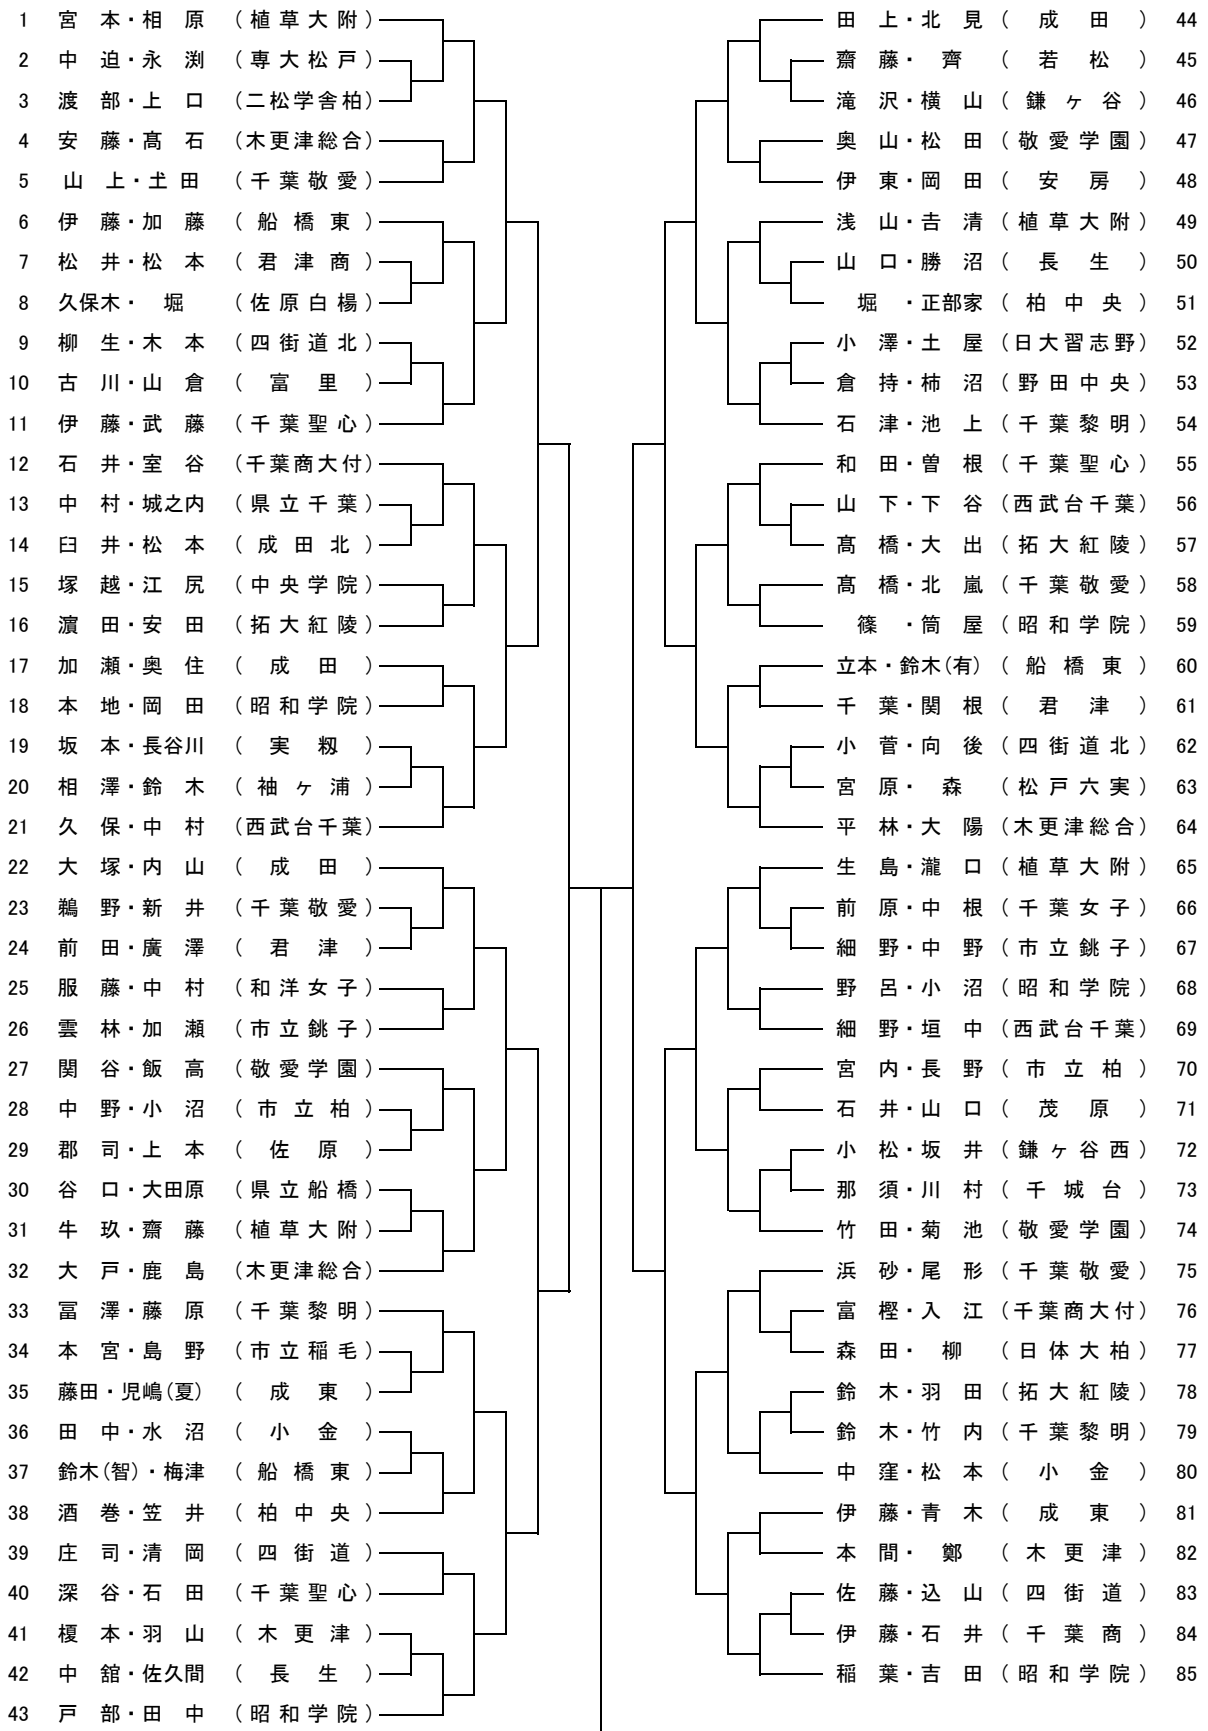 1 宮本・相原 (植草大附)
2 中迫・永渕 (専大松戸)
3 渡部・上口 (二松学舎柏)
4 安藤・髙石 (木更津総合)
5 山上・圡田 (千葉敬愛)
6 伊藤・加藤 (船橋東)
7 松井・松本 (君津商)
8 久保木・堀 (佐原白楊)
9 柳生・木本 (四街道北)
10 古川・山倉 (富里)
11 伊藤・武藤 (千葉聖心)
12 石井・室谷 (千葉商大付)
13 中村・城之内 (県立千葉)
14 臼井・松本 (成田北)
15 塚越・江尻 (中央学院)
16 濵田・安田 (拓大紅陵)
17 加瀬・奥住 (成田)
18 本地・岡田 (昭和学院)
19 坂本・長谷川 (実籾)
20 相澤・鈴木 (袖ヶ浦)
21 久保・中村 (西武台千葉)
22 大塚・内山 (成田)
23 鵜野・新井 (千葉敬愛)
24 前田・廣澤 (君津)
25 服藤・中村 (和洋女子)
26 雲林・加瀬 (市立銚子)
27 関谷・飯高 (敬愛学園)
28 中野・小沼 (市立柏)
29 郡司・上本 (佐原)
30 谷口・大田原 (県立船橋)
31 牛玖・齋藤 (植草大附)
32 大戸・鹿島 (木更津総合)
33 冨澤・藤原 (千葉黎明)
34 本宮・島野 (市立稲毛)
35 藤田・児嶋(夏) (成東)
36 田中・水沼 (小金)
37 鈴木(智)・梅津 (船橋東)
38 酒巻・笠井 (柏中央)
39 庄司・清岡 (四街道)
40 深谷・石田 (千葉聖心)
41 榎本・羽山 (木更津)
42 中舘・佐久間 (長生)
43 戸部・田中 (昭和学院)
田上・北見 (成田) 44
齋藤・齊 (若松) 45
滝沢・横山 (鎌ヶ谷) 46
奥山・松田 (敬愛学園) 47
伊東・岡田 (安房) 48
浅山・吉清 (植草大附) 49
山口・勝沼 (長生) 50
堀・正部家 (柏中央) 51
小澤・土屋 (日大習志野) 52
倉持・柿沼 (野田中央) 53
石津・池上 (千葉黎明) 54
和田・曽根 (千葉聖心) 55
山下・下谷 (西武台千葉) 56
髙橋・大出 (拓大紅陵) 57
髙橋・北嵐 (千葉敬愛) 58
篠・筒屋 (昭和学院) 59
立本・鈴木(有) (船橋東) 60
千葉・関根 (君津) 61
小菅・向後 (四街道北) 62
宮原・森 (松戸六実) 63
平林・大陽 (木更津総合) 64
生島・瀧口 (植草大附) 65
前原・中根 (千葉女子) 66
細野・中野 (市立銚子) 67
野呂・小沼 (昭和学院) 68
細野・垣中 (西武台千葉) 69
宮内・長野 (市立柏) 70
石井・山口 (茂原) 71
小松・坂井 (鎌ヶ谷西) 72
那須・川村 (千城台) 73
竹田・菊池 (敬愛学園) 74
浜砂・尾形 (千葉敬愛) 75
富樫・入江 (千葉商大付) 76
森田・柳 (日体大柏) 77
鈴木・羽田 (拓大紅陵) 78
鈴木・竹内 (千葉黎明) 79
中窪・松本 (小金) 80
伊藤・青木 (成東) 81
本間・鄭 (木更津) 82
佐藤・込山 (四街道) 83
伊藤・石井 (千葉商) 84
稲葉・吉田 (昭和学院) 85